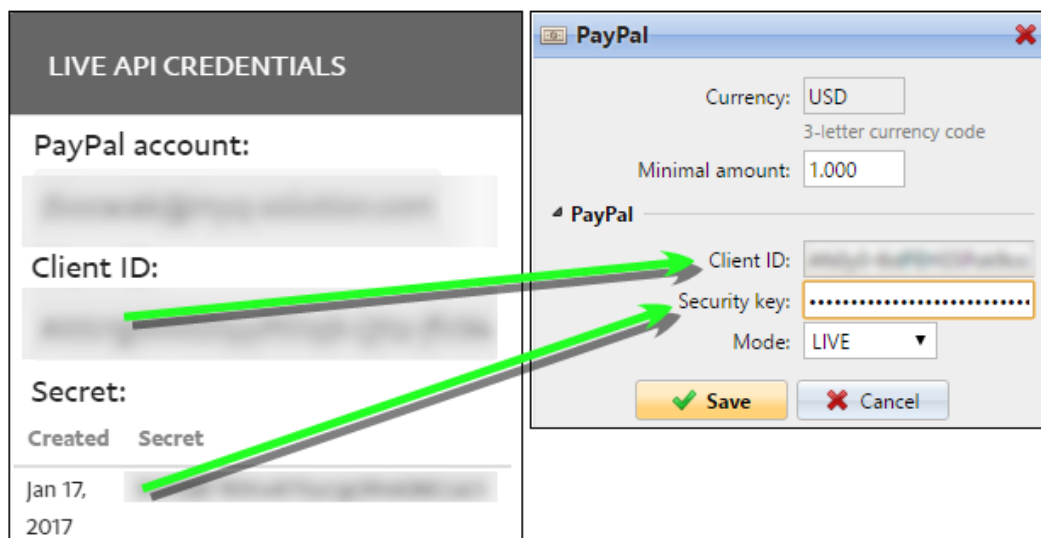 LIVE API CREDENTIALS
PayPal account:
Client ID:
Secret:
Created Secret
Jan 17,
2017
PayPal
Currency: USD
3-letter currency code
Minimal amount: 1.000
PayPal
Client ID:
Security key:
Mode: LIVE
Save Cancel